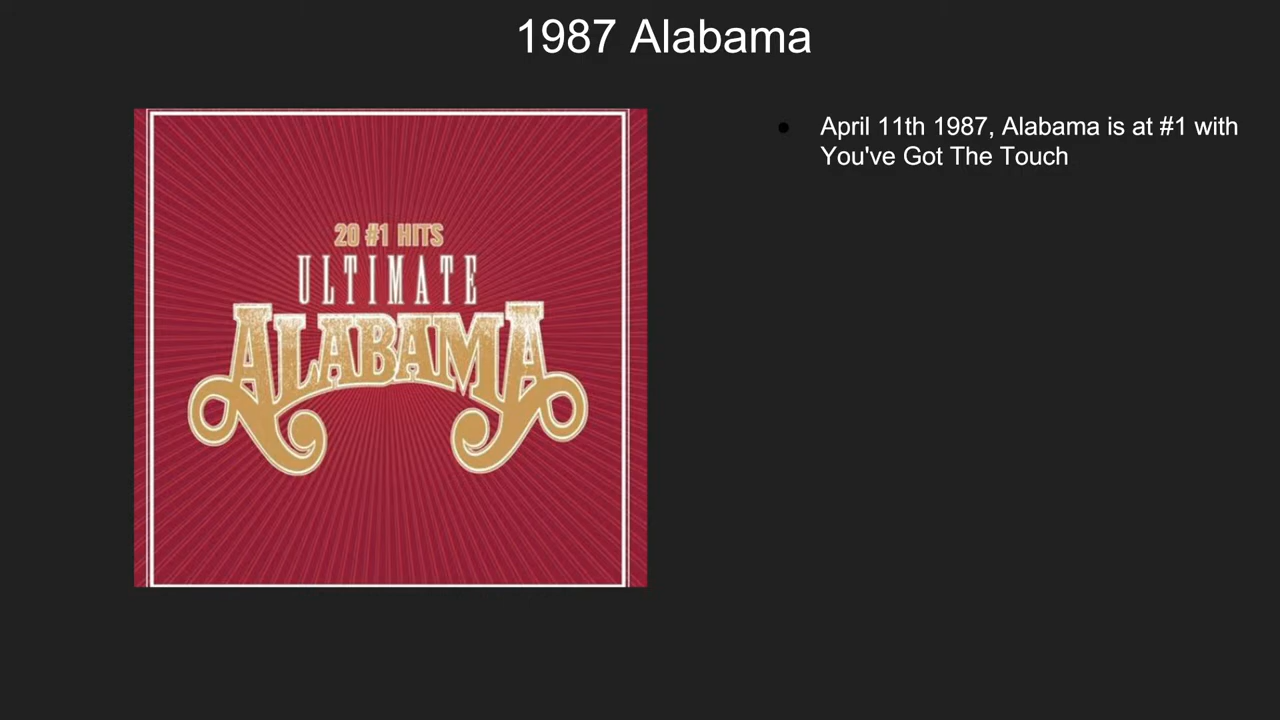 1987 Alabama
20 #1 HITS
ULTIMATE
ALABAMA
● April 11th 1987, Alabama is at #1 with
You've Got The Touch